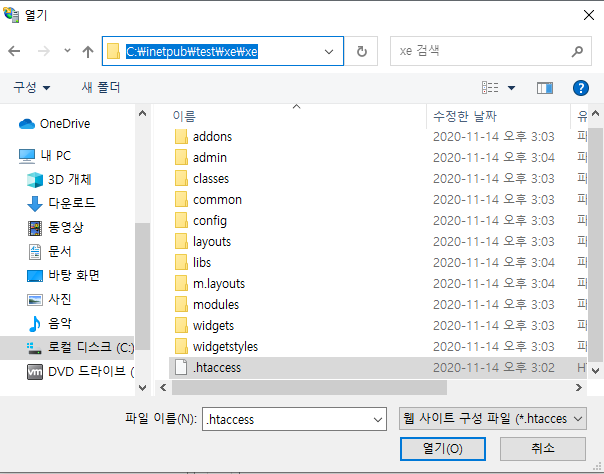 열기
C:₩inetpub₩test₩xe₩xe
xe 검색
구성 새 폴더
이름 수정한 날짜 유
OneDrive
내 PC
3D 개체
다운로드
동영상
문서
바탕 화면
사진
음악
로컬 디스크 (C:)
DVD 드라이브 (
addons 2020-11-14 오후 3:03 파
admin 2020-11-14 오후 3:04 파
classes 2020-11-14 오후 3:03 파
common 2020-11-14 오후 3:04 파
config 2020-11-14 오후 3:03 파
layouts 2020-11-14 오후 3:03 파
libs 2020-11-14 오후 3:04 파
m.layouts 2020-11-14 오후 3:04 파
modules 2020-11-14 오후 3:03 파
widgets 2020-11-14 오후 3:03 파
widgetstyles 2020-11-14 오후 3:03 파
.htaccess 2020-11-14 오후 3:02 H
파일 이름(N): .htaccess 웹 사이트 구성 파일 (*.htacces
열기(O) 취소